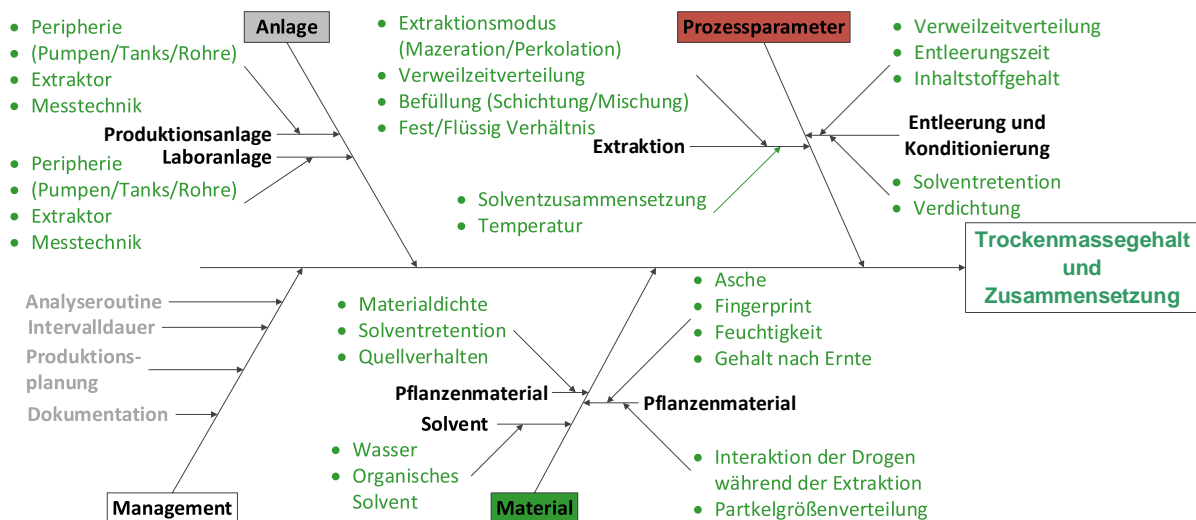 Peripherie
(Pumpen/Tanks/Rohre)
Extraktor
Messtechnik
Anlage
Produktionsanlage
Laboranlage
Peripherie
(Pumpen/Tanks/Rohre)
Extraktor
Messtechnik
Extraktionsmodus
(Mazeration/Perkolation)
Verweilzeitverteilung
Befüllung (Schichtung/Mischung)
Fest/Flüssig Verhältnis
Prozessparameter
Extraktion
Solventzusammensetzung
Temperatur
Verweilzeitverteilung
Entleerungszeit
Inhaltstoffgehalt
Entleerung und
Konditionierung
Solventretention
Verdichtung
Trockenmassegehalt
und
Zusammensetzung
Analyseroutine
Intervalldauer
Produktions-
planung
Dokumentation
Management
Materialdichte
Solventretention
Quellverhalten
Pflanzenmaterial
Solvent
Wasser
Organisches
Solvent
Material
Asche
Fingerprint
Feuchtigkeit
Gehalt nach Ernte
Pflanzenmaterial
Interaktion der Drogen
während der Extraktion
Partkelgrößenverteilung